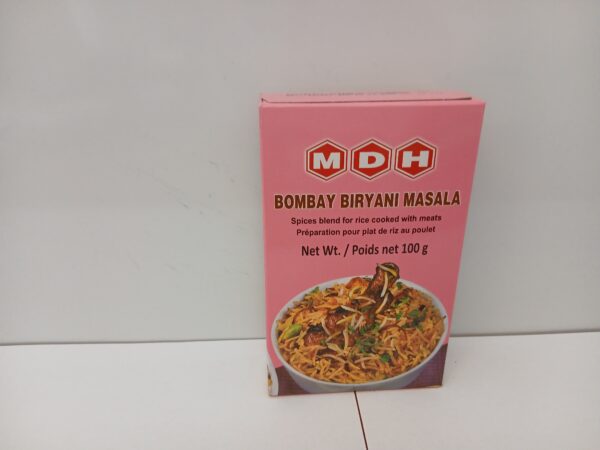 MDH
BOMBAY BIRYANI MASALA
Spices blend for rice cooked with meats
Préparation pour plat de riz au poulet
Net Wt. / Poids net 100 g